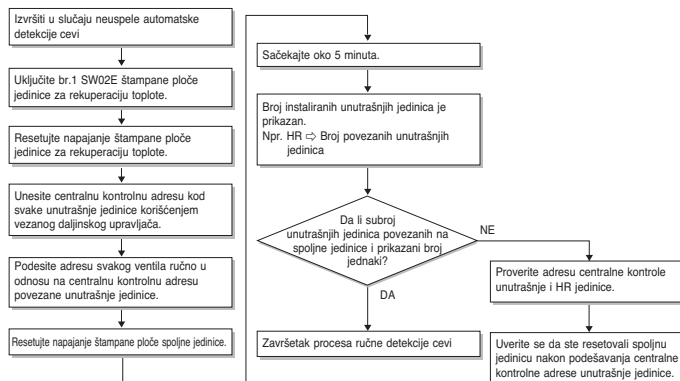 Izvršiti u slučaju neuspele automatske
detekcije cevi
Uključite br.1 SW02E štampane ploče
jedinice za rekuperaciju toplote.
Resetujte napajanje štampane ploče
jedinice za rekuperaciju toplote.
Unesite centralnu kontrolnu adresu kod
svake unutrašnje jedinice korišćenjem
vezanog daljinskog upravljača.
Podesite adresu svakog ventila ručno u
odnosu na centralnu kontrolnu adresu
povezane unutrašnje jedinice.
Resetujte napajanje štampane ploče spoljne jedinice.
Sačekajte oko 5 minuta.
Broj instaliranih unutrašnjih jedinica je
prikazan.
Npr. HR ⇨ Broj povezanih unutrašnjih
jedinica
Da li subroj
unutrašnjih jedinica povezanih na
spoljne jedinice i prikazani broj
jednaki?
NE
DA
Završetak procesa ručne detekcije cevi
Proverite adresu centralne kontrole
unutrašnje i HR jedinice.
Uverite se da ste resetovali spoljnu
jedinicu nakon podešavanja centralne
kontrolne adrese unutrašnje jedinice.